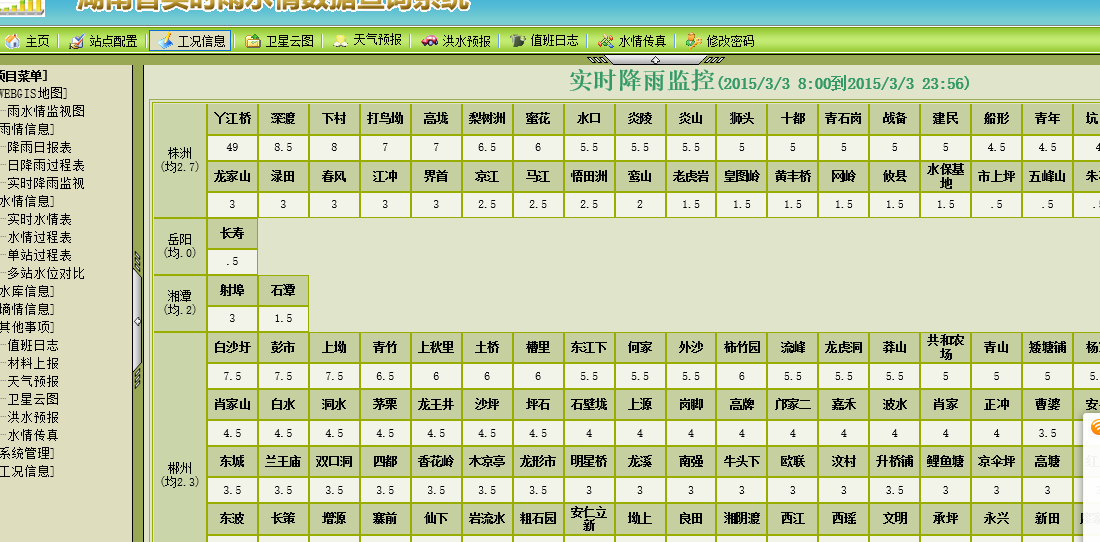 湖南省实时雨水情数据查询系统
主页 站点配置 工况信息 卫星云图 天气预报 洪水预报 值班日志 水情传真 修改密码
项目菜单]
WEBGIS地图]
雨水情监视图
雨情信息]
降雨日报表
日降雨过程表
实时降雨监视
水情信息]
实时水情表
水情过程表
单站过程表
多站水位对比
水库信息]
墒情信息]
其他事项]
值班日志
材料上报
天气预报
卫星云图
洪水预报
水情传真
系统管理]
工况信息]
实时降雨监控(2015/3/3 8:00到2015/3/3 23:56)
株洲
(均2.7)
丫江桥 深渡 下村 打鸟坳 高垅 梨树洲 蜜花 水口 炎陵 炎山 狮头 十都 青石岗 战备 建民 船形 青年 坑
49 8.5 8 7 7 6.5 6 5.5 5.5 5.5 5 5 5 5 5 4.5 4.5 4
龙家山 渌田 春风 江冲 界首 京江 马江 悟田洲 鸾山 老虎岩 皇图岭 黄丰桥 网岭 攸县 水保基地 市上坪 五峰山 朱
3 3 3 3 3 2.5 2.5 2.5 2 1.5 1.5 1.5 1.5 1.5 1.5 .5 .5
岳阳
(均.0)
长寿
.5
湘潭
(均.2)
射埠 石潭
3 1.5
郴州
(均2.3)
白沙圩 彭市 上坳 青竹 上秋里 土桥 槽里 东江下 何家 外沙 柿竹园 流峰 龙虎洞 莽山 共和农场 青山 矮塘铺 杨
7.5 7.5 7.5 6.5 6 6 6 5.5 5.5 5.5 6 5.5 5.5 5.5 5 5 5 5.
肖家山 白水 洞水 茅栗 龙王井 沙坪 坪石 石壁垅 上源 岗脚 高牌 邝家二 嘉禾 波水 肖家 正冲 曹婆 安
4.5 4.5 4.5 4.5 4.5 4.5 4.5 4 4 4 4 4 4 4 4 4 3.5
东城 兰王庙 双口洞 四都 香花岭 木京亭 龙形市 明星桥 龙溪 南强 牛头下 欧联 汶村 升桥铺 鲤鱼塘 京伞坪 高塘
3.5 3.5 3.5 3.5 3.5 3.5 3.5 3 3 3 3 3 3 3.5 3 3 3
东波 长策 增源 寨前 仙下 岩流水 粗石园 安仁立新 坳上 良田 湘阴渡 西江 西瑶 文明 承坪 永兴 新田